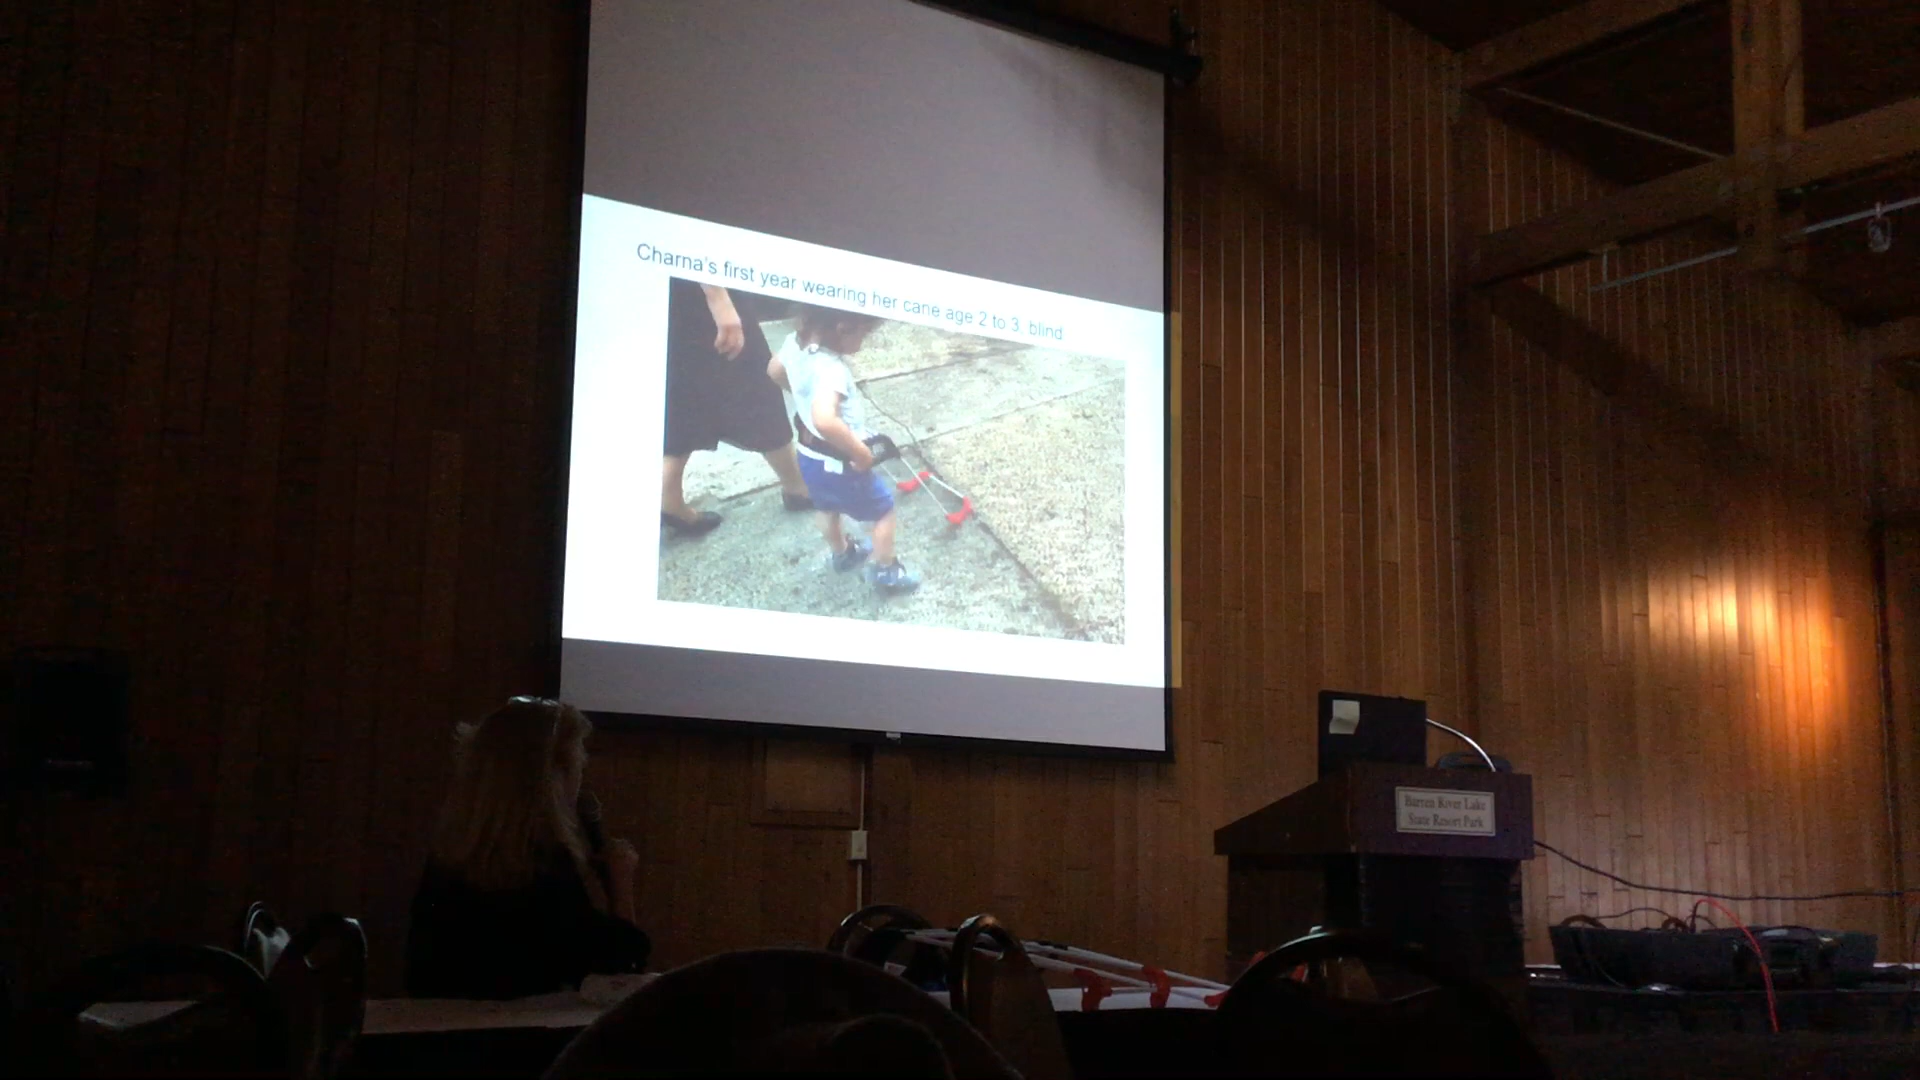 Charna's first year wearing her cane age 2 to 3, blind
Barren River Lake
State Resort Park